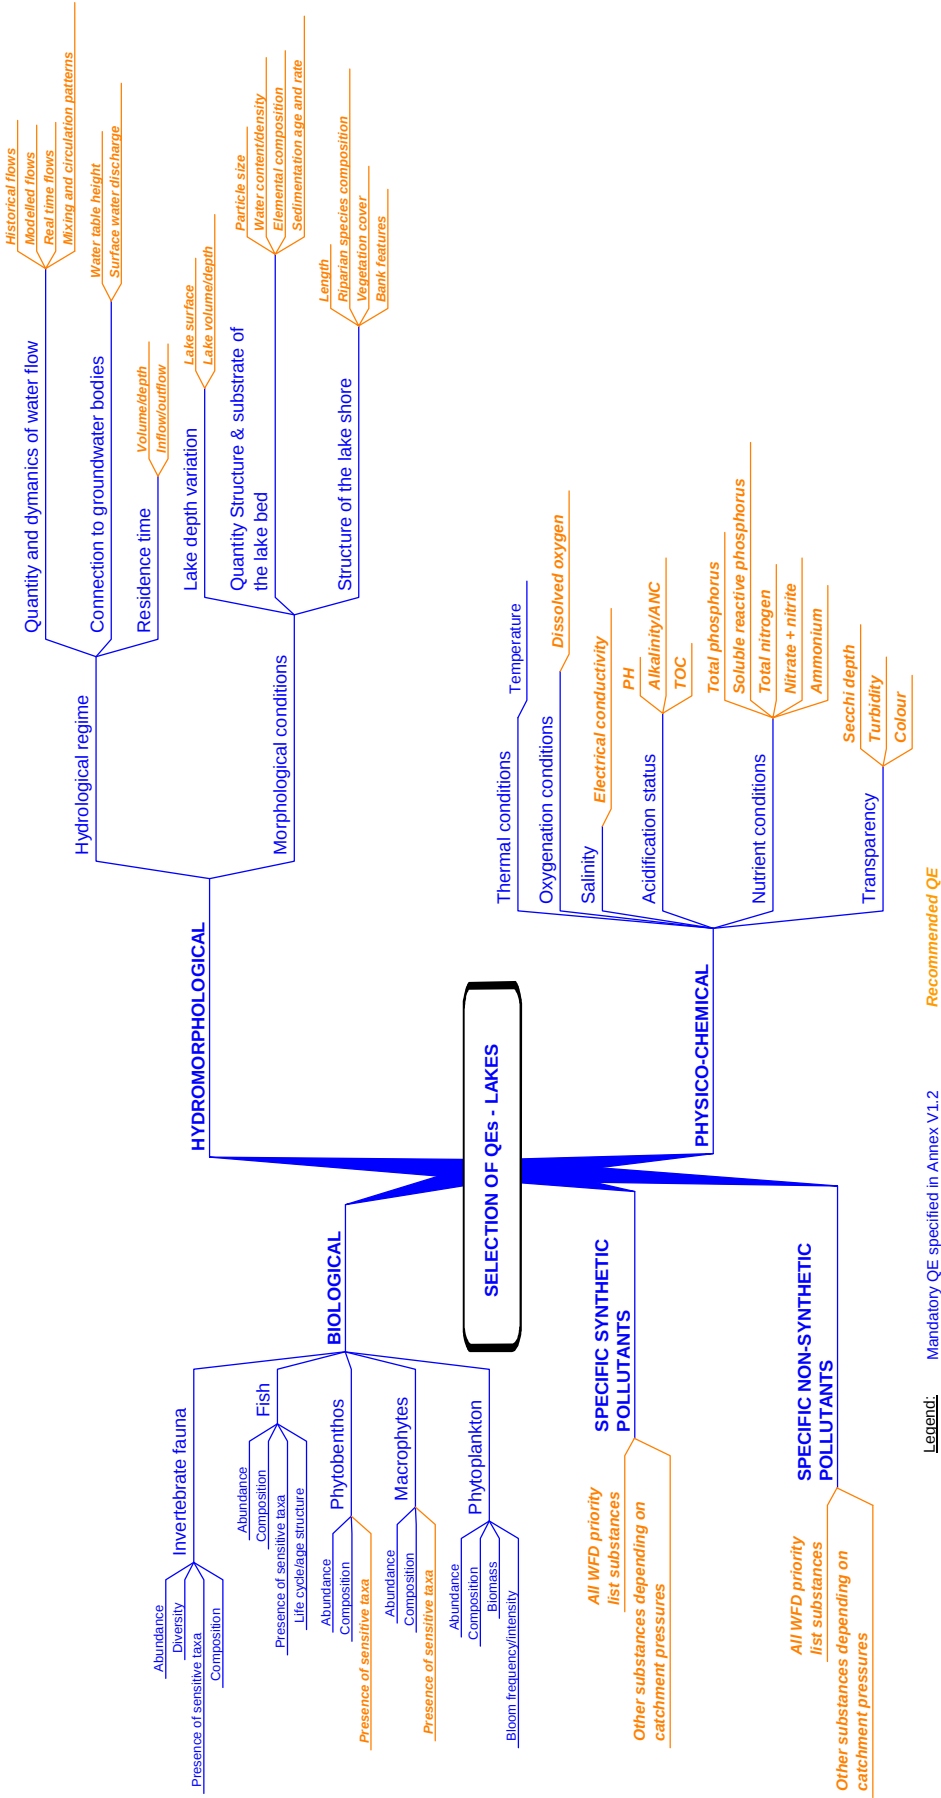 SELECTION OF QEs - LAKES
BIOLOGICAL
Invertebrate fauna
Abundance
Diversity
Presence of sensitive taxa
Composition
Fish
Abundance
Composition
Presence of sensitive taxa
Life cycle/age structure
Phytobenthos
Abundance
Composition
Presence of sensitive taxa
Macrophytes
Abundance
Composition
Presence of sensitive taxa
Phytoplankton
Abundance
Composition
Biomass
Bloom frequency/intensity
HYDROMORPHOLOGICAL
Hydrological regime
Quantity and dymanics of water flow
Historical flows
Modelled flows
Real time flows
Mixing and circulation patterns
Connection to groundwater bodies
Water table height
Surface water discharge
Residence time
Volume/depth
Inflow/outflow
Morphological conditions
Lake depth variation
Lake surface
Lake volume/depth
Quantity Structure & substrate of
the lake bed
Particle size
Water content/density
Elemental composition
Sedimentation age and rate
Structure of the lake shore
Length
Riparian species composition
Vegetation cover
Bank features
SPECIFIC SYNTHETIC
POLLUTANTS
All WFD priority
list substances
Other substances depending on
catchment pressures
SPECIFIC NON-SYNTHETIC
POLLUTANTS
All WFD priority
list substances
Other substances depending on
catchment pressures
PHYSICO-CHEMICAL
Thermal conditions
Temperature
Oxygenation conditions
Dissolved oxygen
Salinity
Electrical conductivity
Acidification status
PH
Alkalinity/ANC
TOC
Nutrient conditions
Total phosphorus
Soluble reactive phosphorus
Total nitrogen
Nitrate + nitrite
Ammonium
Transparency
Secchi depth
Turbidity
Colour
Legend:
Mandatory QE specified in Annex V1.2
Recommended QE